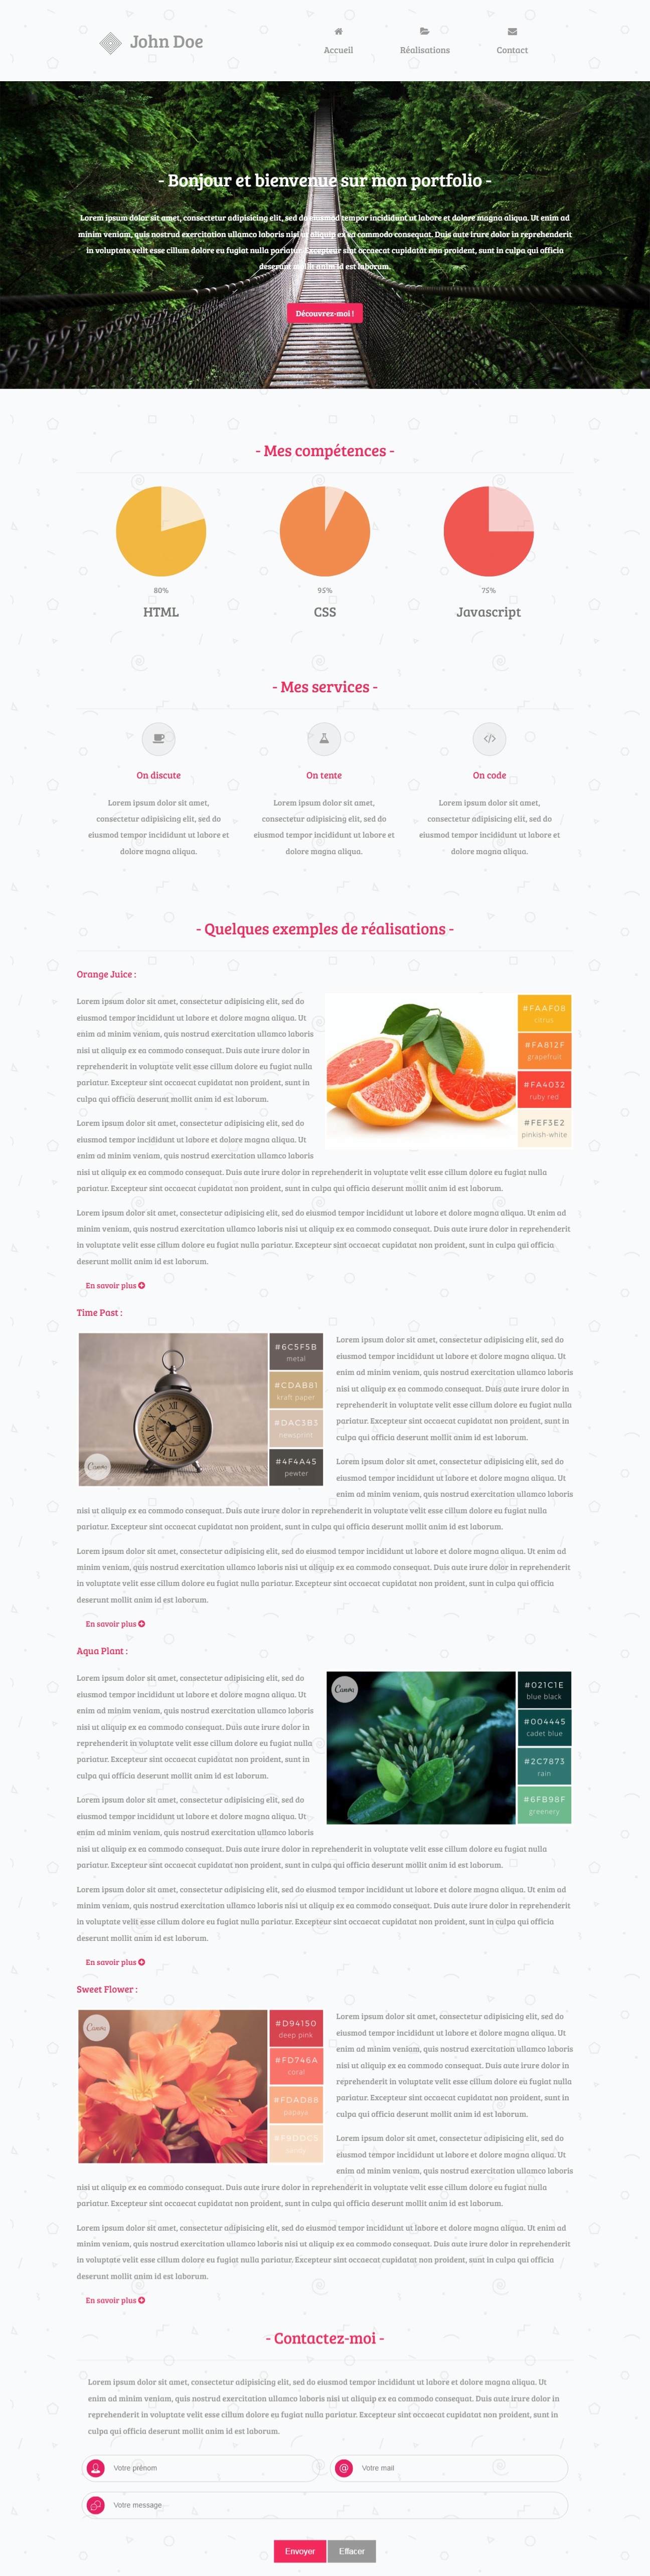 John Doe
Accueil
Réalisations
Contact
- Bonjour et bienvenue sur mon portfolio -
Lorem ipsum dolor sit amet, consectetur adipisicing elit, sed do eiusmod tempor incididunt ut labore et dolore magna aliqua. Ut enim ad
minim veniam, quis nostrud exercitation ullamco laboris nisi ut aliquip ex ea commodo consequat. Duis aute irure dolor in reprehenderit
in voluptate velit esse cillum dolore eu fugiat nulla pariatur. Excepteur sint occaecat cupidatat non proident, sunt in culpa qui officia
deserunt mollit anim id est laborum.
Découvrez-moi !
- Mes compétences -
80%
95%
75%
HTML
CSS
Javascript
- Mes services -
On discute
On tente
On code
Lorem ipsum dolor sit amet,
consectetur adipisicing elit, sed do
eiusmod tempor incididunt ut labore et
dolore magna aliqua.
Lorem ipsum dolor sit amet,
consectetur adipisicing elit, sed do
eiusmod tempor incididunt ut labore et
dolore magna aliqua.
Lorem ipsum dolor sit amet,
consectetur adipisicing elit, sed do
eiusmod tempor incididunt ut labore et
dolore magna aliqua.
- Quelques exemples de réalisations -
Orange Juice :
Lorem ipsum dolor sit amet, consectetur adipisicing elit, sed do
eiusmod tempor incididunt ut labore et dolore magna aliqua. Ut
enim ad minim veniam, quis nostrud exercitation ullamco laboris
nisi ut aliquip ex ea commodo consequat. Duis aute irure dolor in
reprehenderit in voluptate velit esse cillum dolore eu fugiat nulla
pariatur. Excepteur sint occaecat cupidatat non proident, sunt in
culpa qui officia deserunt mollit anim id est laborum.
Lorem ipsum dolor sit amet, consectetur adipisicing elit, sed do
eiusmod tempor incididunt ut labore et dolore magna aliqua. Ut
enim ad minim veniam, quis nostrud exercitation ullamco laboris
nisi ut aliquip ex ea commodo consequat. Duis aute irure dolor in reprehenderit in voluptate velit esse cillum dolore eu fugiat nulla
pariatur. Excepteur sint occaecat cupidatat non proident, sunt in culpa qui officia deserunt mollit anim id est laborum.
#FAAF08
citrus
#FA812F
grapefruit
#FA4032
ruby red
#FEF3E2
pinkish-white
Lorem ipsum dolor sit amet, consectetur adipisicing elit, sed do eiusmod tempor incididunt ut labore et dolore magna aliqua. Ut enim ad
minim veniam, quis nostrud exercitation ullamco laboris nisi ut aliquip ex ea commodo consequat. Duis aute irure dolor in reprehenderit
in voluptate velit esse cillum dolore eu fugiat nulla pariatur. Excepteur sint occaecat cupidatat non proident, sunt in culpa qui officia
deserunt mollit anim id est laborum.
En savoir plus
Time Past :
Canva
#6C5F5B
metal
#CDAB81
kraft paper
#DAC3B3
newsprint
#4F4A45
pewter
Lorem ipsum dolor sit amet, consectetur adipisicing elit, sed do
eiusmod tempor incididunt ut labore et dolore magna aliqua. Ut
enim ad minim veniam, quis nostrud exercitation ullamco laboris
nisi ut aliquip ex ea commodo consequat. Duis aute irure dolor in
reprehenderit in voluptate velit esse cillum dolore eu fugiat nulla
pariatur. Excepteur sint occaecat cupidatat non proident, sunt in
culpa qui officia deserunt mollit anim id est laborum.
Lorem ipsum dolor sit amet, consectetur adipisicing elit, sed do
eiusmod tempor incididunt ut labore et dolore magna aliqua. Ut
enim ad minim veniam, quis nostrud exercitation ullamco laboris
nisi ut aliquip ex ea commodo consequat. Duis aute irure dolor in reprehenderit in voluptate velit esse cillum dolore eu fugiat nulla
pariatur. Excepteur sint occaecat cupidatat non proident, sunt in culpa qui officia deserunt mollit anim id est laborum.
Lorem ipsum dolor sit amet, consectetur adipisicing elit, sed do eiusmod tempor incididunt ut labore et dolore magna aliqua. Ut enim ad
minim veniam, quis nostrud exercitation ullamco laboris nisi ut aliquip ex ea commodo consequat. Duis aute irure dolor in reprehenderit
in voluptate velit esse cillum dolore eu fugiat nulla pariatur. Excepteur sint occaecat cupidatat non proident, sunt in culpa qui officia
deserunt mollit anim id est laborum.
En savoir plus
Aqua Plant :
Lorem ipsum dolor sit amet, consectetur adipisicing elit, sed do
eiusmod tempor incididunt ut labore et dolore magna aliqua. Ut
enim ad minim veniam, quis nostrud exercitation ullamco laboris
nisi ut aliquip ex ea commodo consequat. Duis aute irure dolor in
reprehenderit in voluptate velit esse cillum dolore eu fugiat nulla
pariatur. Excepteur sint occaecat cupidatat non proident, sunt in
culpa qui officia deserunt mollit anim id est laborum.
Lorem ipsum dolor sit amet, consectetur adipisicing elit, sed do
eiusmod tempor incididunt ut labore et dolore magna aliqua. Ut
enim ad minim veniam, quis nostrud exercitation ullamco laboris
nisi ut aliquip ex ea commodo consequat. Duis aute irure dolor in reprehenderit in voluptate velit esse cillum dolore eu fugiat nulla
pariatur. Excepteur sint occaecat cupidatat non proident, sunt in culpa qui officia deserunt mollit anim id est laborum.
Canva
#021C1E
blue black
#004445
cadet blue
#2C7873
rain
#6FB98F
greenery
Lorem ipsum dolor sit amet, consectetur adipisicing elit, sed do eiusmod tempor incididunt ut labore et dolore magna aliqua. Ut enim ad
minim veniam, quis nostrud exercitation ullamco laboris nisi ut aliquip ex ea commodo consequat. Duis aute irure dolor in reprehenderit
in voluptate velit esse cillum dolore eu fugiat nulla pariatur. Excepteur sint occaecat cupidatat non proident, sunt in culpa qui officia
deserunt mollit anim id est laborum.
En savoir plus
Sweet Flower :
Canva
#D94150
deep pink
#FD746A
coral
#FDAD88
papaya
Lorem ipsum dolor sit amet, consectetur adipisicing elit, sed do
eiusmod tempor incididunt ut labore et dolore magna aliqua. Ut
enim ad minim veniam, quis nostrud exercitation ullamco laboris
nisi ut aliquip ex ea commodo consequat. Duis aute irure dolor in
reprehenderit in voluptate velit esse cillum dolore eu fugiat nulla
pariatur. Excepteur sint occaecat cupidatat non proident, sunt in
culpa qui officia deserunt mollit anim id est laborum.
Lorem ipsum dolor sit amet, consectetur adipisicing elit, sed do
eiusmod tempor incididunt ut labore et dolore magna aliqua. Ut
enim ad minim veniam, quis nostrud exercitation ullamco laboris
nisi ut aliquip ex ea commodo consequat. Duis aute irure dolor in reprehenderit in voluptate velit esse cillum dolore eu fugiat nulla
pariatur. Excepteur sint occaecat cupidatat non proident, sunt in culpa qui officia deserunt mollit anim id est laborum.
Lorem ipsum dolor sit amet, consectetur adipisicing elit, sed do eiusmod tempor incididunt ut labore et dolore magna aliqua. Ut enim ad
minim veniam, quis nostrud exercitation ullamco laboris nisi ut aliquip ex ea commodo consequat. Duis aute irure dolor in reprehenderit
in voluptate velit esse cillum dolore eu fugiat nulla pariatur. Excepteur sint occaecat cupidatat non proident, sunt in culpa qui officia
deserunt mollit anim id est laborum.
En savoir plus
- Contactez-moi -
Lorem ipsum dolor sit amet, consectetur adipisicing elit, sed do eiusmod tempor incididunt ut labore et dolore magna aliqua. Ut
enim ad minim veniam, quis nostrud exercitation ullamco laboris nisi ut aliquip ex ea commodo consequat. Duis aute irure dolor in
reprehenderit in voluptate velit esse cillum dolore eu fugiat nulla pariatur. Excepteur sint occaecat cupidatat non proident, sunt in
culpa qui officia deserunt mollit anim id est laborum.
Votre prénom
Votre mail
Votre message
Envoyer
Effacer